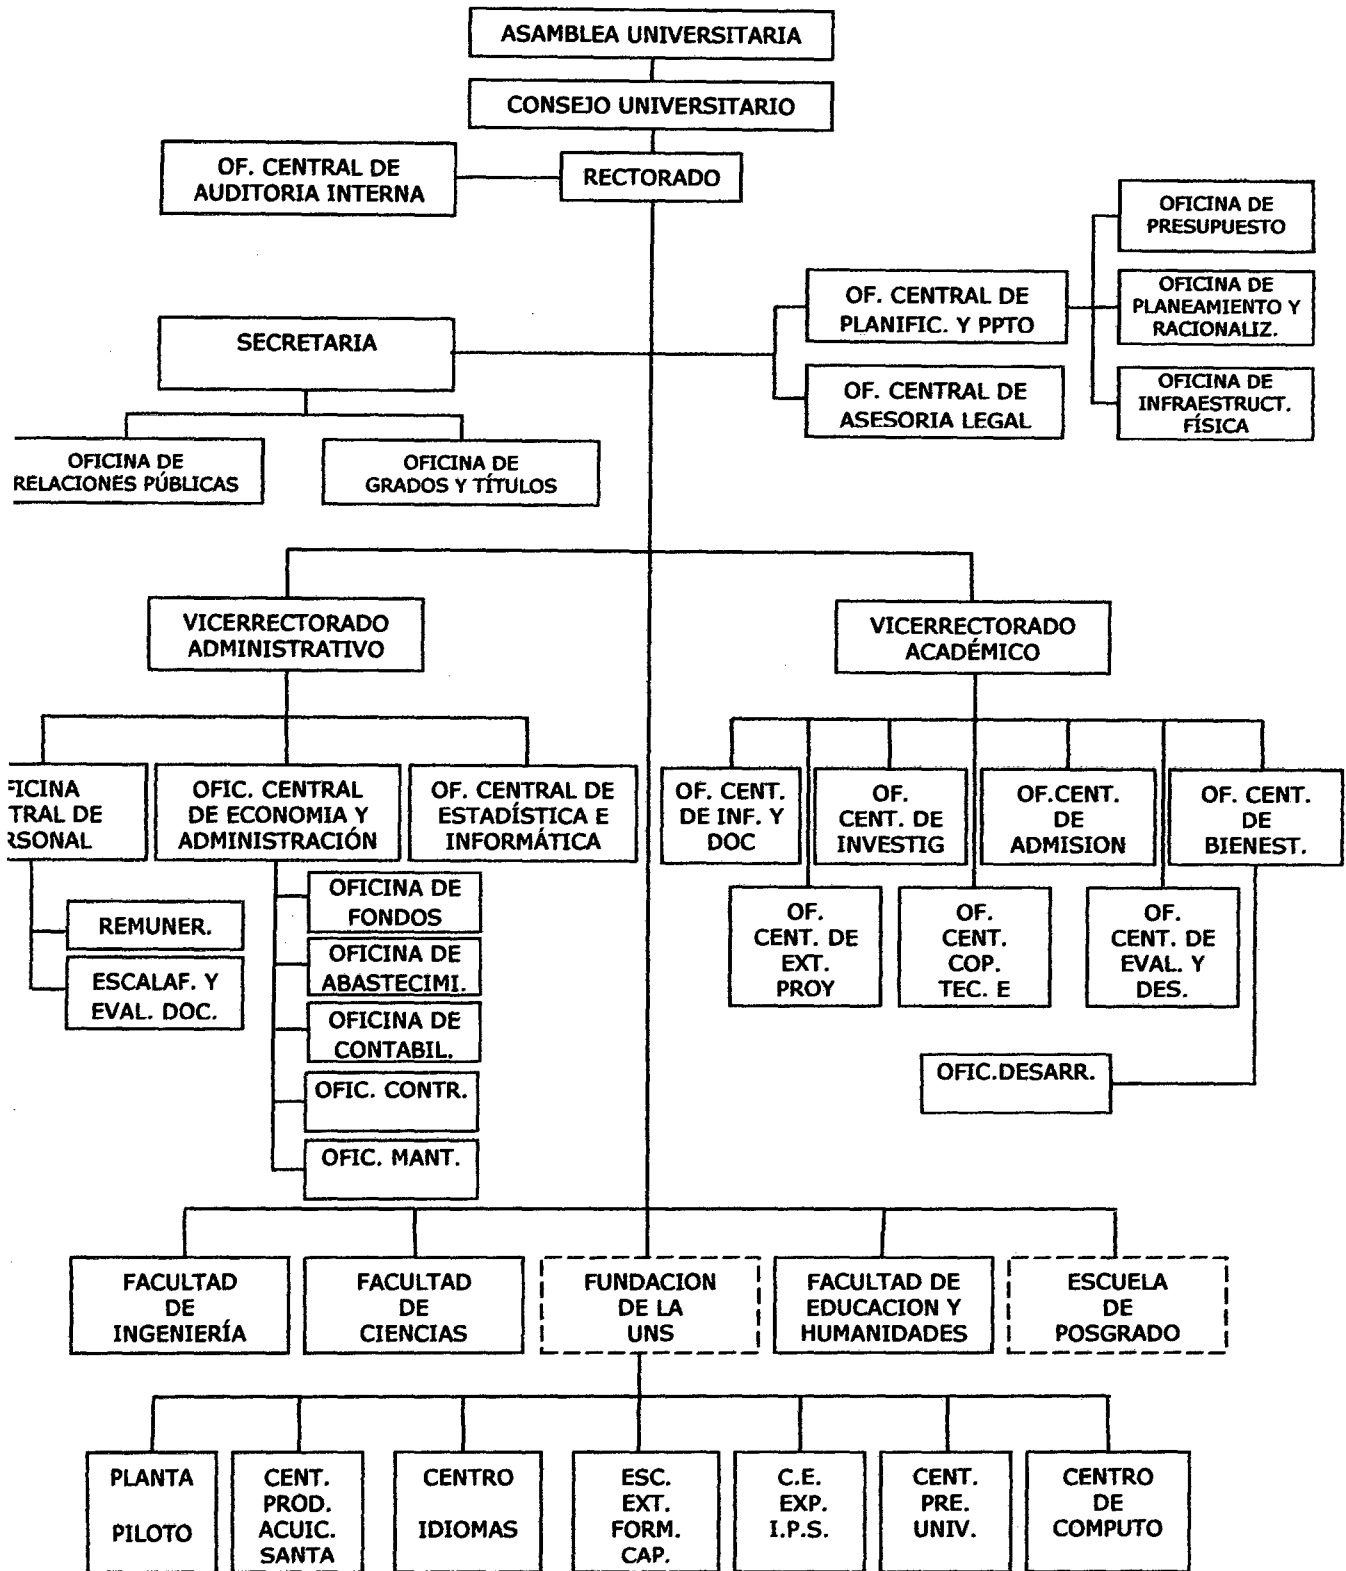 ASAMBLEA UNIVERSITARIA
CONSEJO UNIVERSITARIO
OF. CENTRAL DE
AUDITORIA INTERNA
RECTORADO
OFICINA DE
PRESUPUESTO
OF. CENTRAL DE
PLANIFIC. Y PPTO
OFICINA DE
PLANEAMIENTO Y
RACIONALIZ.
SECRETARIA
OF. CENTRAL DE
ASESORIA LEGAL
OFICINA DE
INFRAESTRUCT.
FÍSICA
OFICINA DE
RELACIONES PÚBLICAS
OFICINA DE
GRADOS Y TÍTULOS
VICERRECTORADO
ADMINISTRATIVO
VICERRECTORADO
ACADÉMICO
FICINA
TRAL DE
RSONAL
OFIC. CENTRAL
DE ECONOMIA Y
ADMINISTRACIÓN
OF. CENTRAL DE
ESTADÍSTICA E
INFORMÁTICA
OF. CENT.
DE INF. Y
DOC
OF.
CENT. DE
INVESTIG
OF.CENT.
DE
ADMISION
OF. CENT.
DE
BIENEST.
REMUNER.
ESCALAF. Y
EVAL. DOC.
OFICINA DE
FONDOS
OFICINA DE
ABASTECIMI.
OFICINA DE
CONTABIL.
OFIC. CONTR.
OFIC. MANT.
OF.
CENT. DE
EXT.
PROY
OF.
CENT.
COP.
TEC. E
OF.
CENT. DE
EVAL. Y
DES.
OFIC.DESARR.
FACULTAD
DE
INGENIERÍA
FACULTAD
DE
CIENCIAS
FUNDACION
DE LA
UNS
FACULTAD DE
EDUCACION Y
HUMANIDADES
ESCUELA
DE
POSGRADO
PLANTA
PILOTO
CENT.
PROD.
ACUIC.
SANTA
CENTRO
IDIOMAS
ESC.
EXT.
FORM.
CAP.
C.E.
EXP.
I.P.S.
CENT.
PRE.
UNIV.
CENTRO
DE
COMPUTO